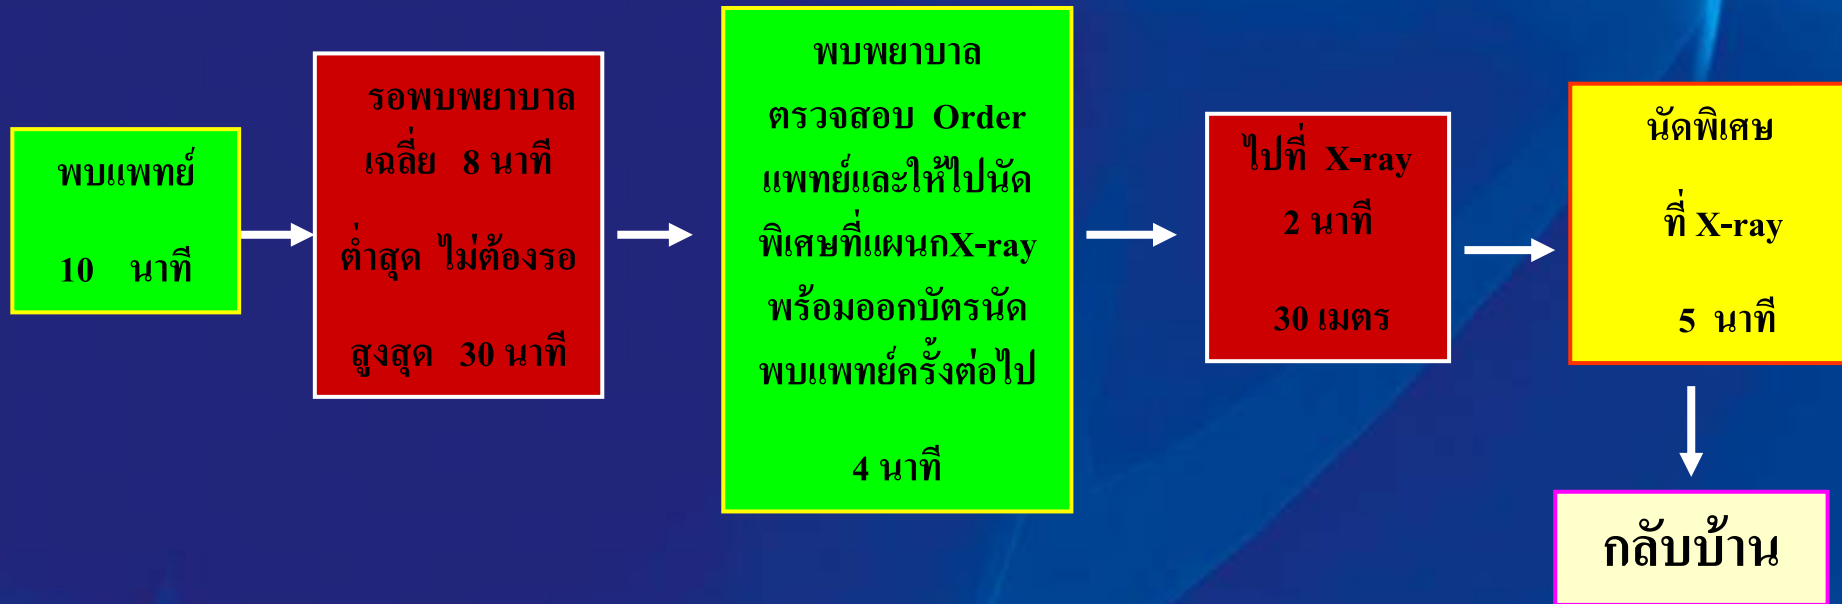 พบแพทย์
10 นาที
รอพบพยาบาล
เฉลี่ย 8 นาที
ต่ำสุด ไม่ต้องรอ
สูงสุด 30 นาที
พบพยาบาล
ตรวจสอบ Order
แพทย์และให้ไปนัด
พิเศษที่แผนกX-ray
พร้อมออกบัตรนัด
พบแพทย์ครั้งต่อไป
4 นาที
ไปที่ X-ray
2 นาที
30 เมตร
นัดพิเศษ
ที่ X-ray
5 นาที
กลับบ้าน